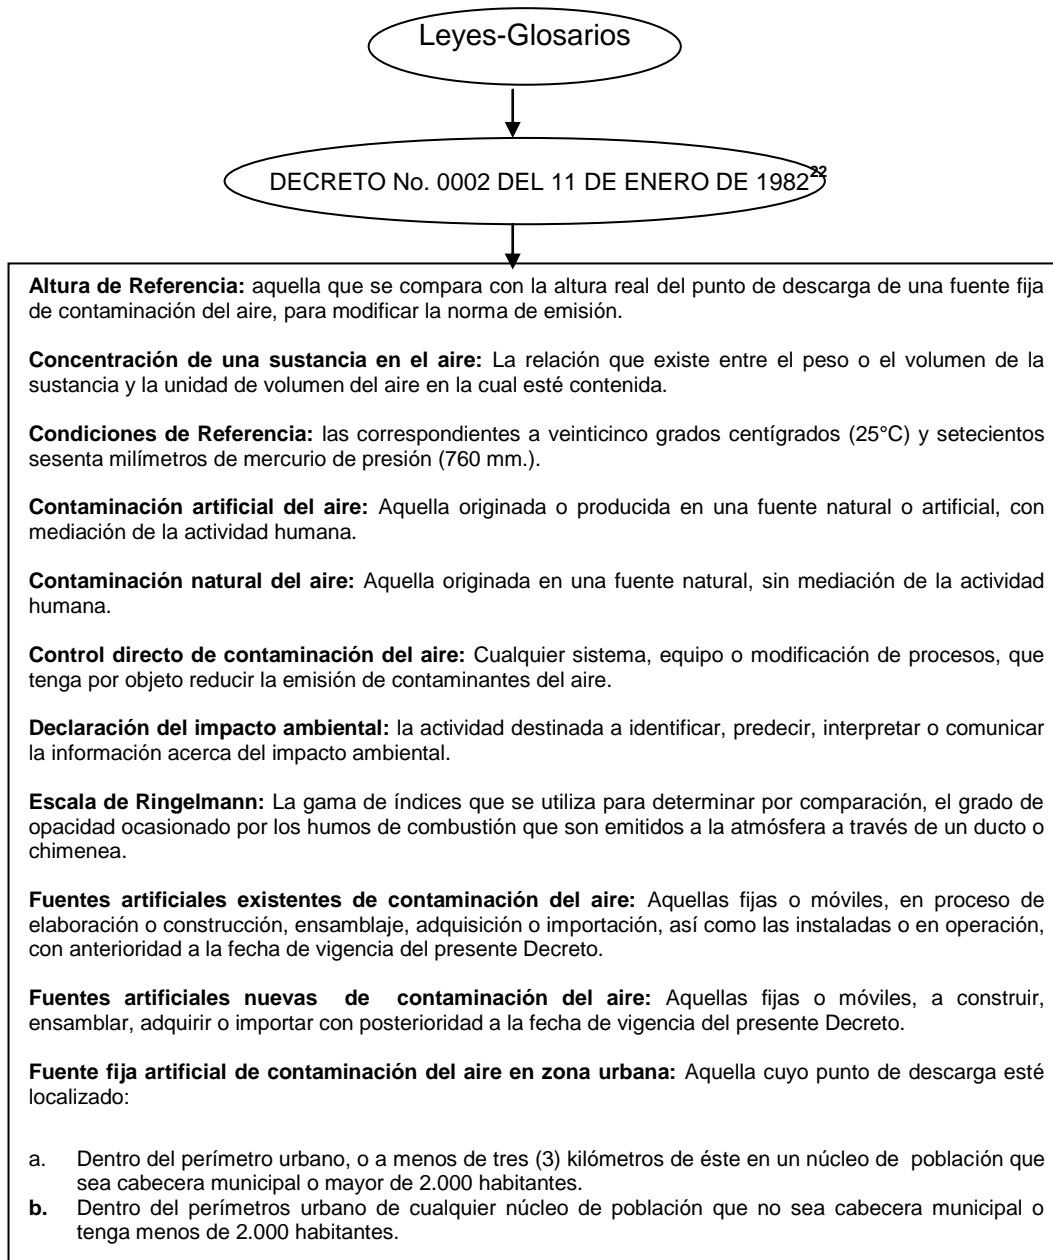 Leyes-Glosarios
DECRETO No. 0002 DEL 11 DE ENERO DE 1982²²
Altura de Referencia: aquella que se compara con la altura real del punto de descarga de una fuente fija
de contaminación del aire, para modificar la norma de emisión.
Concentración de una sustancia en el aire: La relación que existe entre el peso o el volumen de la
sustancia y la unidad de volumen del aire en la cual esté contenida.
Condiciones de Referencia: las correspondientes a veinticinco grados centígrados (25°C) y setecientos
sesenta milímetros de mercurio de presión (760 mm.).
Contaminación artificial del aire: Aquella originada o producida en una fuente natural o artificial, con
mediación de la actividad humana.
Contaminación natural del aire: Aquella originada en una fuente natural, sin mediación de la actividad
humana.
Control directo de contaminación del aire: Cualquier sistema, equipo o modificación de procesos, que
tenga por objeto reducir la emisión de contaminantes del aire.
Declaración del impacto ambiental: la actividad destinada a identificar, predecir, interpretar o comunicar
la información acerca del impacto ambiental.
Escala de Ringelmann: La gama de índices que se utiliza para determinar por comparación, el grado de
opacidad ocasionado por los humos de combustión que son emitidos a la atmósfera a través de un ducto o
chimenea.
Fuentes artificiales existentes de contaminación del aire: Aquellas fijas o móviles, en proceso de
elaboración o construcción, ensamblaje, adquisición o importación, así como las instaladas o en operación,
con anterioridad a la fecha de vigencia del presente Decreto.
Fuentes artificiales nuevas de contaminación del aire: Aquellas fijas o móviles, a construir,
ensamblar, adquirir o importar con posterioridad a la fecha de vigencia del presente Decreto.
Fuente fija artificial de contaminación del aire en zona urbana: Aquella cuyo punto de descarga esté
localizado:
a. Dentro del perímetro urbano, o a menos de tres (3) kilómetros de éste en un núcleo de población que
sea cabecera municipal o mayor de 2.000 habitantes.
b. Dentro del perímetros urbano de cualquier núcleo de población que no sea cabecera municipal o
tenga menos de 2.000 habitantes.